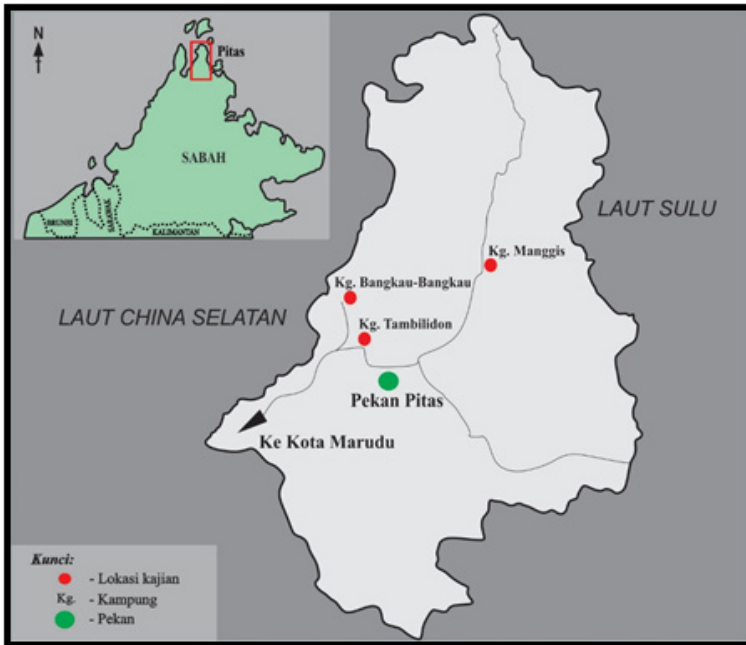 N
Pitas
SABAH
BRUNEI
SARAWAK
KALIMANTAN
LAUT SULU
Kg. Manggis
Kg. Bangkau-Bangkau
LAUT CHINA SELATAN
Kg. Tambilidon
Pekan Pitas
Ke Kota Marudu
Kunci:
- Lokasi kajian
Kg. - Kampung
- Pekan